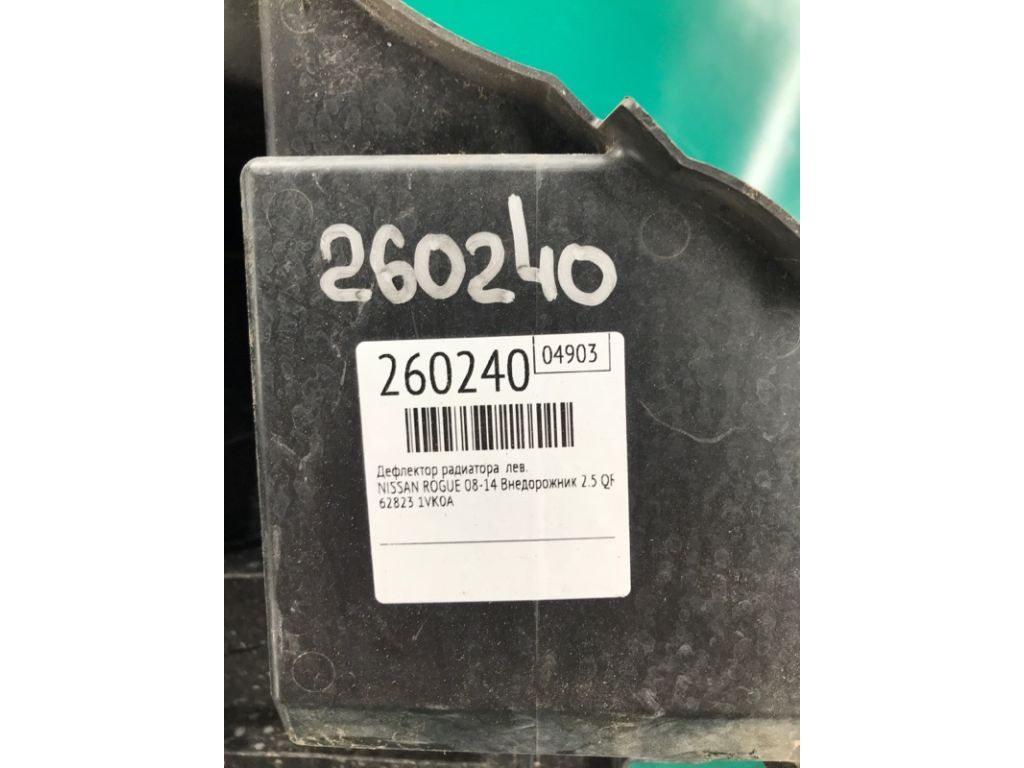 260240
260240 04903
Дефлектор радиатора лев.
NISSAN ROGUE 08-14 Внедорожник 2.5 QR
62823 1VK0A